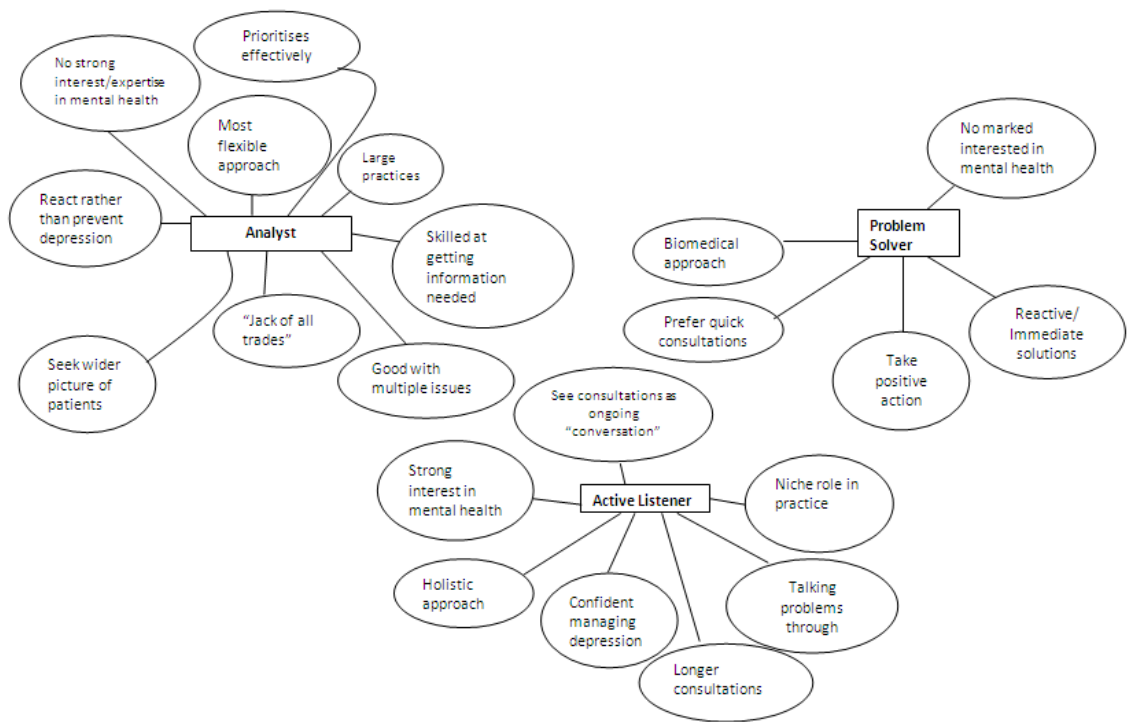 Prioritises
effectively
No strong
interest/expertise
in mental health
Most
flexible
approach
Large
practices
React rather
than prevent
depression
Analyst
Skilled at
getting
information
needed
"Jack of all
trades"
Seek wider
picture of
patients
Good with
multiple issues
No marked
interested in
mental health
Problem
Solver
Biomedical
approach
Prefer quick
consultations
Take
positive
action
Reactive/
Immediate
solutions
See consultations as
ongoing
"conversation"
Strong
interest in
mental health
Active Listener
Niche role in
practice
Holistic
approach
Confident
managing
depression
Talking
problems
through
Longer
consultations